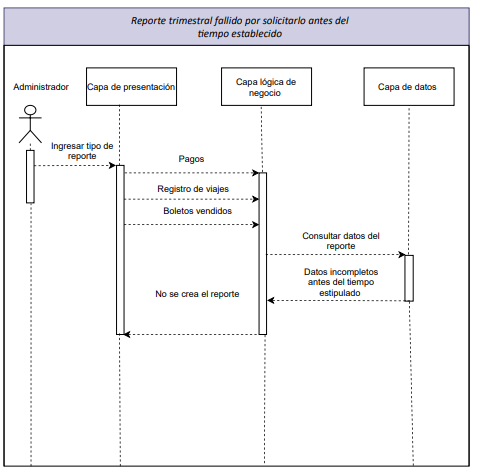 Reporte trimestral fallido por solicitarlo antes del
tiempo establecido
Administrador
Capa de presentación
Capa lógica de
negocio
Capa de datos
Ingresar tipo de
reporte
Pagos
Registro de viajes
Boletos vendidos
Consultar datos del
reporte
Datos incompletos
antes del tiempo
estipulado
No se crea el reporte